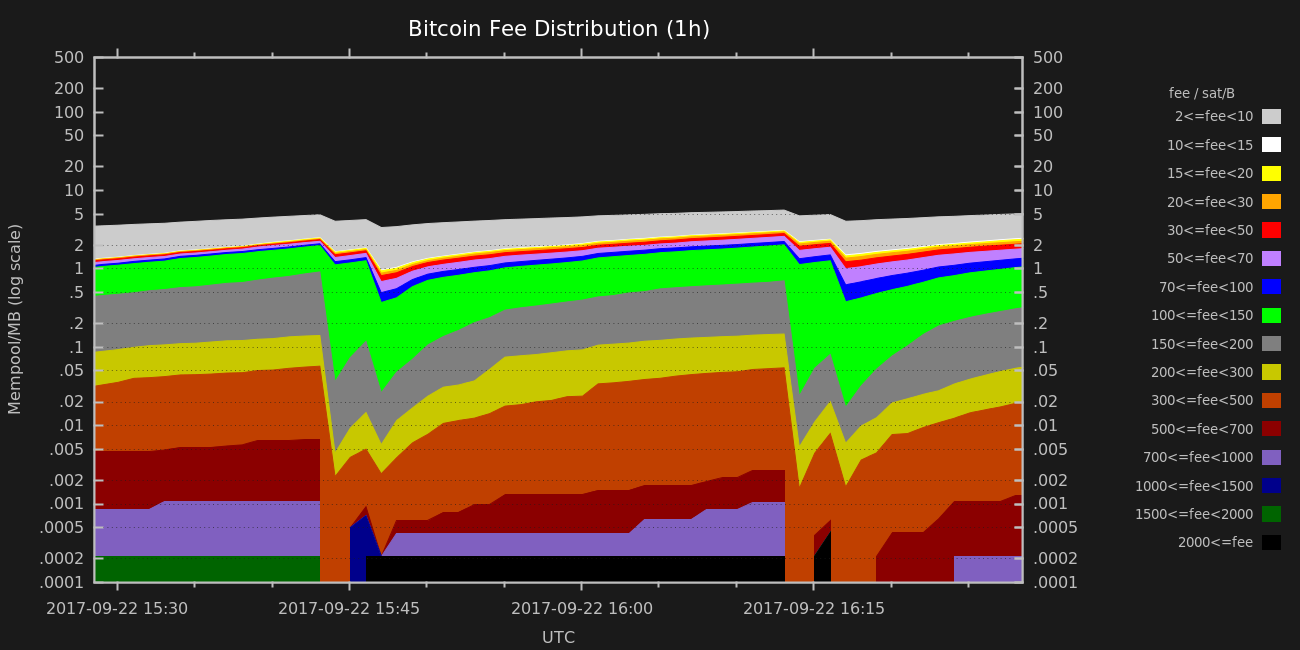 Bitcoin Fee Distribution (1h)
500
200
100
50
20
10
5
2
1
.5
.2
.1
.05
.02
.01
.005
.002
.001
.0005
.0002
.0001
Mempool/MB (log scale)
500
200
100
50
20
10
5
2
1
.5
.2
.1
.05
.02
.01
.005
.002
.001
.0005
.0002
.0001
2017-09-22 15:30
2017-09-22 15:45
2017-09-22 16:00
2017-09-22 16:15
UTC
fee / sat/B
2<=fee<10
10<=fee<15
15<=fee<20
20<=fee<30
30<=fee<50
50<=fee<70
70<=fee<100
100<=fee<150
150<=fee<200
200<=fee<300
300<=fee<500
500<=fee<700
700<=fee<1000
1000<=fee<1500
1500<=fee<2000
2000<=fee